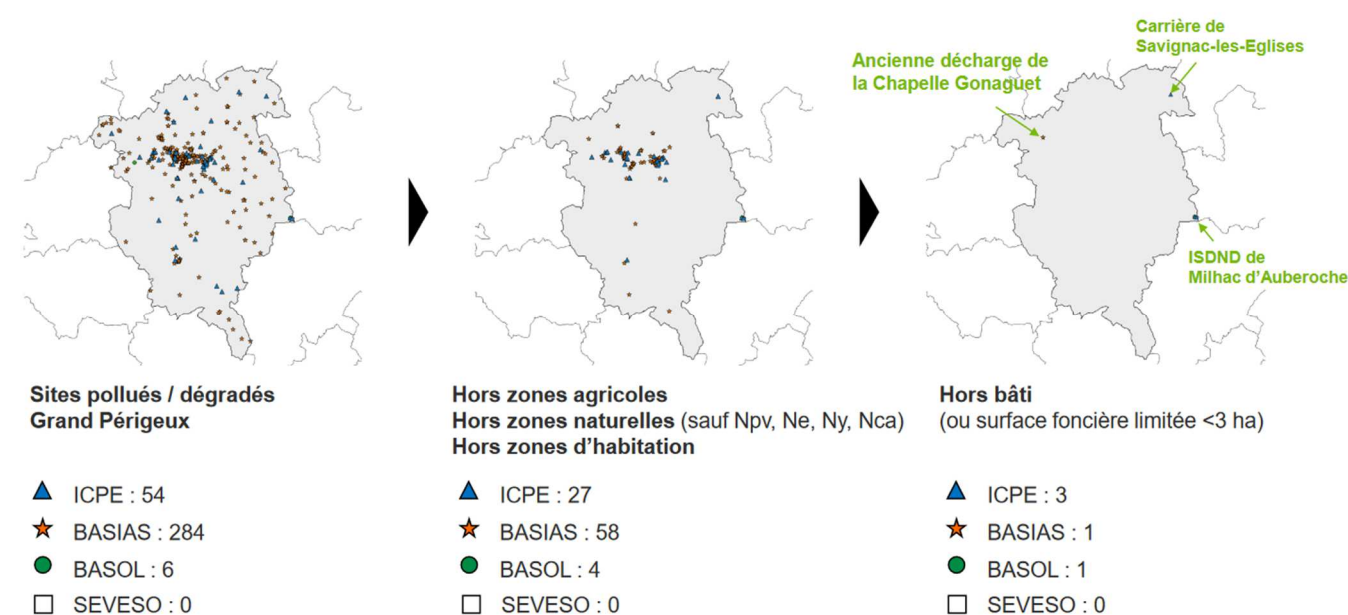 Carrière de
Savignac-les-Eglises
Ancienne décharge de
la Chapelle Gonaguet
ISDND de
Milhac d'Auberoche
Sites pollués / dégradés
Grand Périgeux
ICPE : 54
BASIAS : 284
BASOL : 6
SEVESO : 0
Hors zones agricoles
Hors zones naturelles (sauf Npv, Ne, Ny, Nca)
Hors zones d'habitation
ICPE : 27
BASIAS : 58
BASOL : 4
SEVESO : 0
Hors bâti
(ou surface foncière limitée <3 ha)
ICPE : 3
BASIAS : 1
BASOL : 1
SEVESO : 0